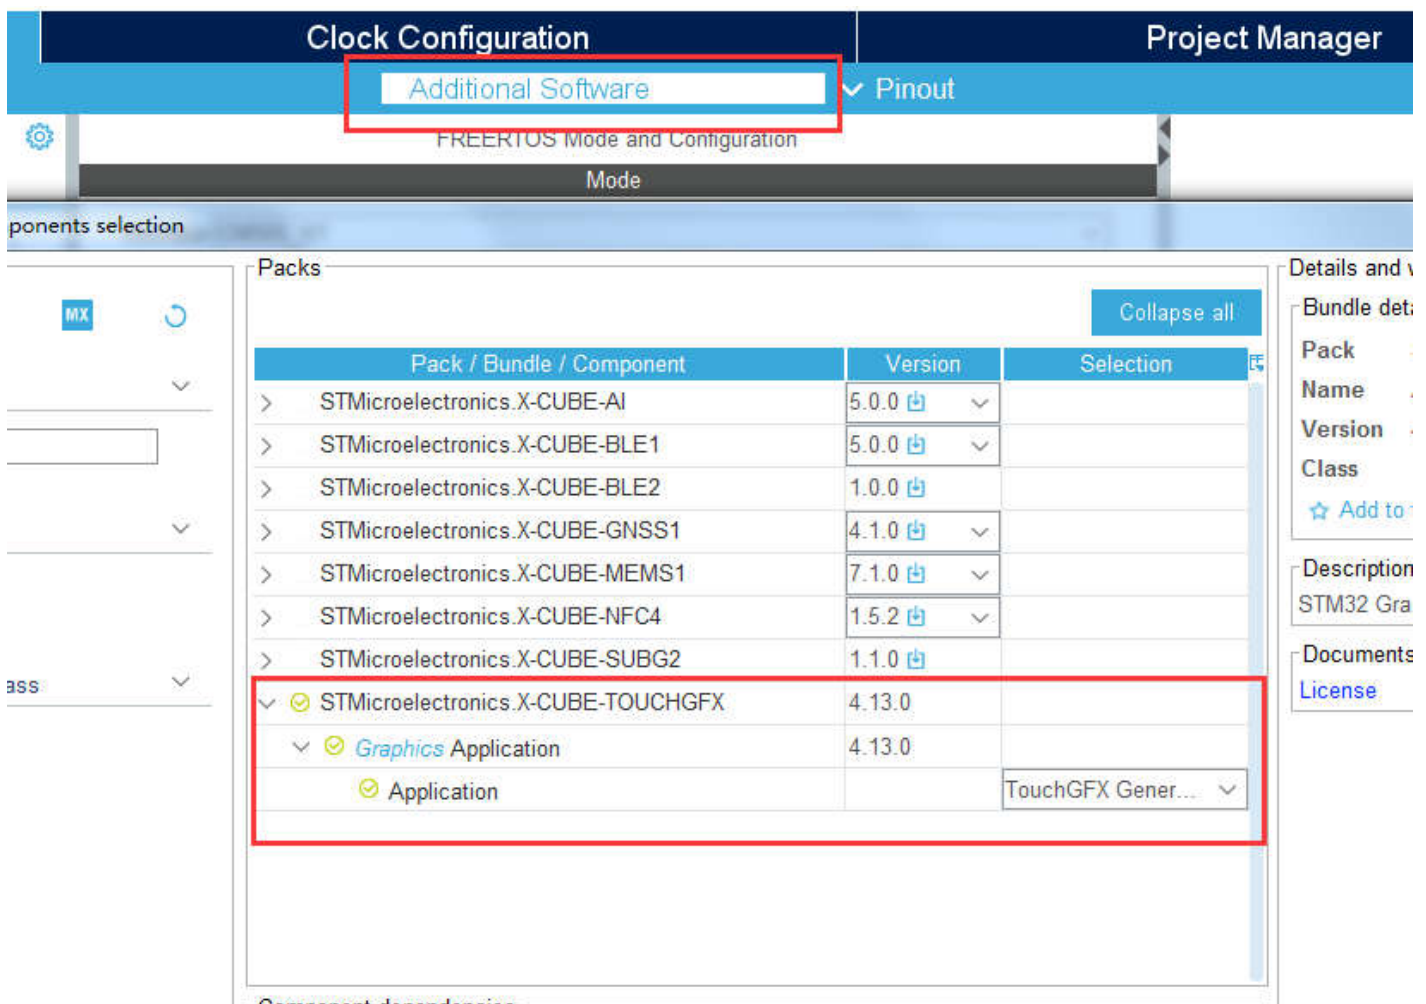 Clock Configuration
Project Manager
Additional Software
Pinout
FREERTOS Mode and Configuration
Mode
ponents selection
Packs
Details and
MX
Collapse all
Bundle deta
Pack / Bundle / Component
Version
Selection
Pack
Name
Version
Class
Add to
STMicroelectronics.X-CUBE-AI
5.0.0
STMicroelectronics.X-CUBE-BLE1
5.0.0
STMicroelectronics.X-CUBE-BLE2
1.0.0
STMicroelectronics.X-CUBE-GNSS1
4.1.0
STMicroelectronics.X-CUBE-MEMS1
7.1.0
Description
STM32 Gra
STMicroelectronics.X-CUBE-NFC4
1.5.2
STMicroelectronics.X-CUBE-SUBG2
1.1.0
Documents
License
ass
STMicroelectronics.X-CUBE-TOUCHGFX
4.13.0
Graphics Application
4.13.0
Application
TouchGFX Gener...